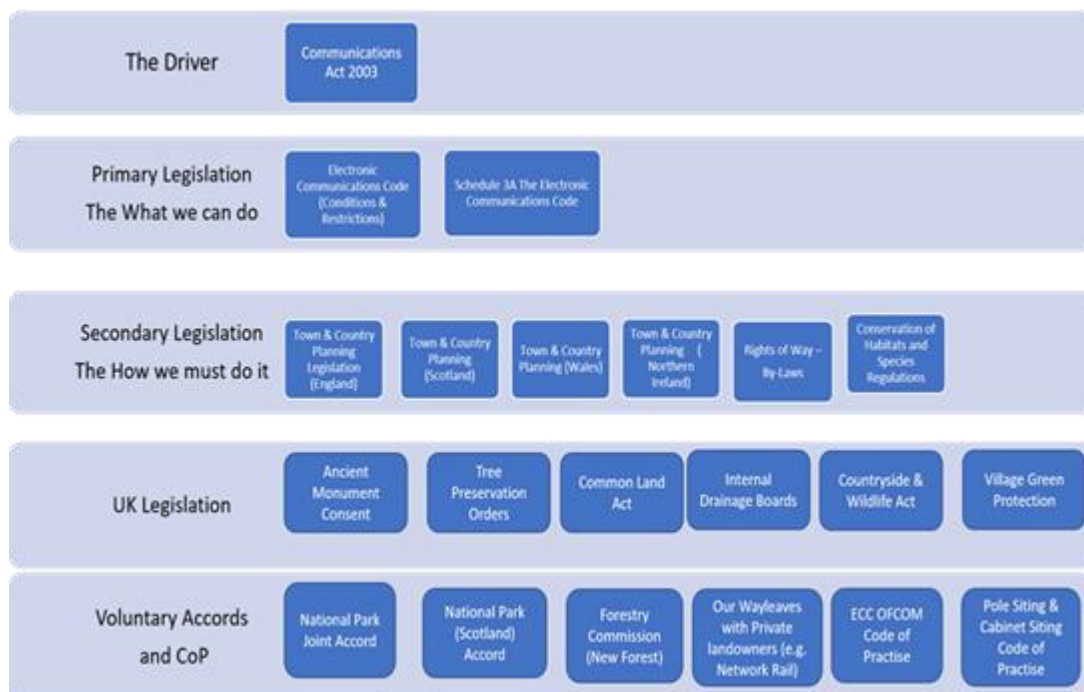 The Driver
Communications
Act 2003
Primary Legislation
The What we can do
Electronic
Communications Code
(Conditions &
Restrictions)
Schedule 3A The Electronic
Communications Code
Secondary Legislation
The How we must do it
Town & Country
Planning
Legislation
(England)
Town & Country
Planning
(Scotland)
Town & Country
Planning (Wales)
Town & Country
Planning (
Northern
Ireland)
Rights of Way –
By-Laws
Conservation of
Habitats and
Species
Regulations
UK Legislation
Ancient
Monument
Consent
Tree
Preservation
Orders
Common Land
Act
Internal
Drainage Boards
Countryside &
Wildlife Act
Village Green
Protection
Voluntary Accords
and CoP
National Park
Joint Accord
National Park
(Scotland)
Accord
Forestry
Commission
(New Forest)
Our Wayleaves
with Private
landowners (e.g.
Network Rail)
ECC OFCOM
Code of
Practise
Pole Siting &
Cabinet Siting
Code of
Practise